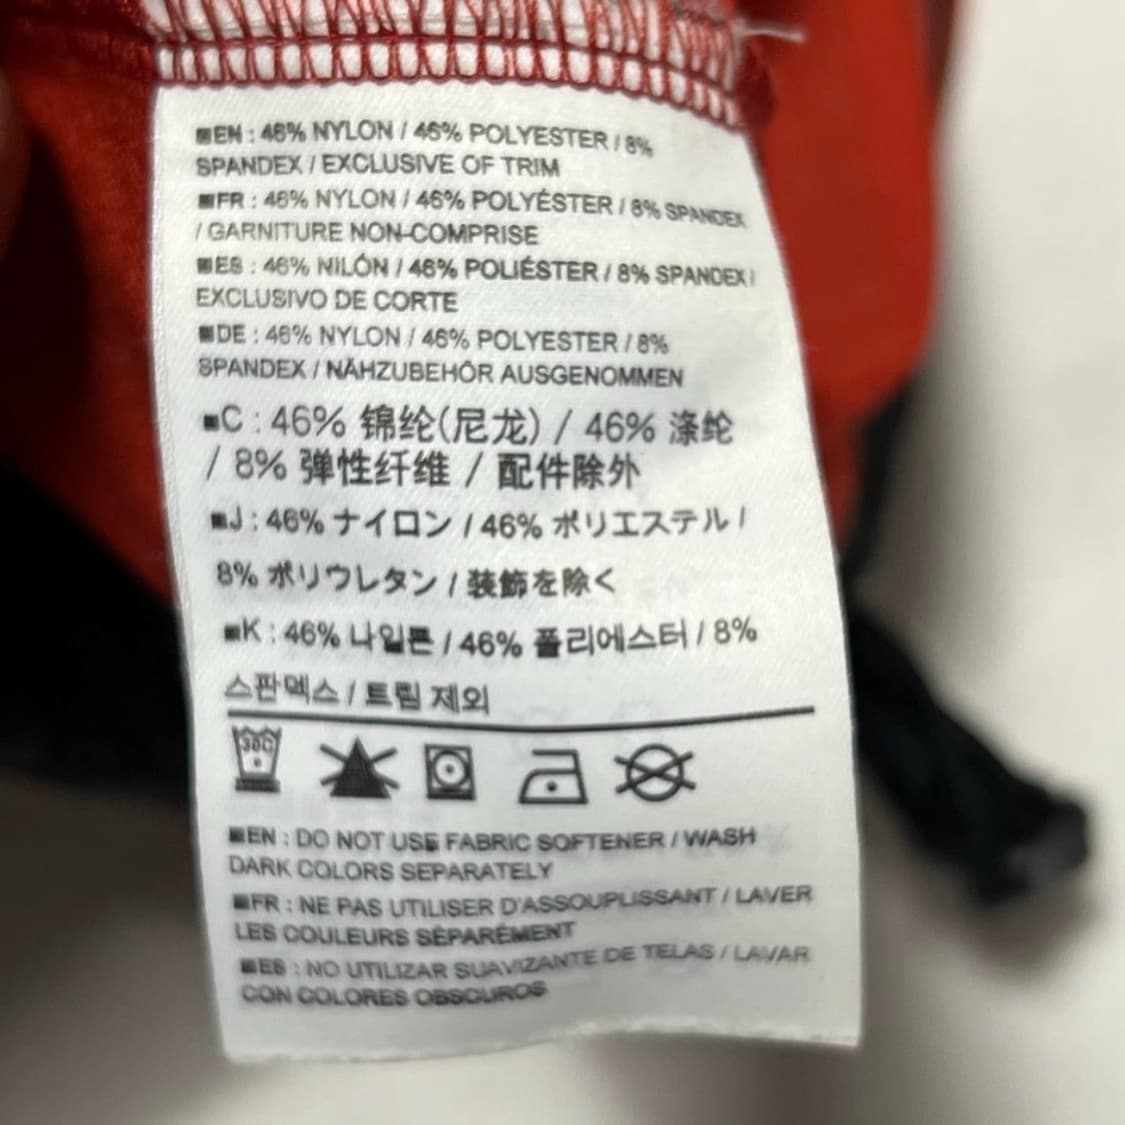 ■EN : 46% NYLON / 46% POLYESTER / 8%
SPANDEX / EXCLUSIVE OF TRIM
■FR : 46% NYLON / 46% POLYÉSTER / 8% SPANDEX
/ GARNITURE NON-COMPRISE
■ES : 46% NILÓN / 46% POLIÉSTER / 8% SPANDEX /
EXCLUSIVO DE CORTE
■DE : 46% NYLON / 46% POLYESTER / 8%
SPANDEX / NÄHZUBEHÖR AUSGENOMMEN
■C : 46% 锦纶(尼龙) / 46% 涤纶
/ 8% 弹性纤维 / 配件除外
■J : 46% ナイロン / 46% ポリエステル /
8% ポリウレタン / 装飾を除く
■K : 46% 나일론 / 46% 폴리에스터 / 8%
스판덱스 / 트림 제외
30C
■EN : DO NOT USE FABRIC SOFTENER / WASH
DARK COLORS SEPARATELY
■FR : NE PAS UTILISER D'ASSOUPLISSANT / LAVER
LES COULEURS SÉPARÉMENT
■ES : NO UTILIZAR SUAVIZANTE DE TELAS / LAVAR
CON COLORES OBSCUROS